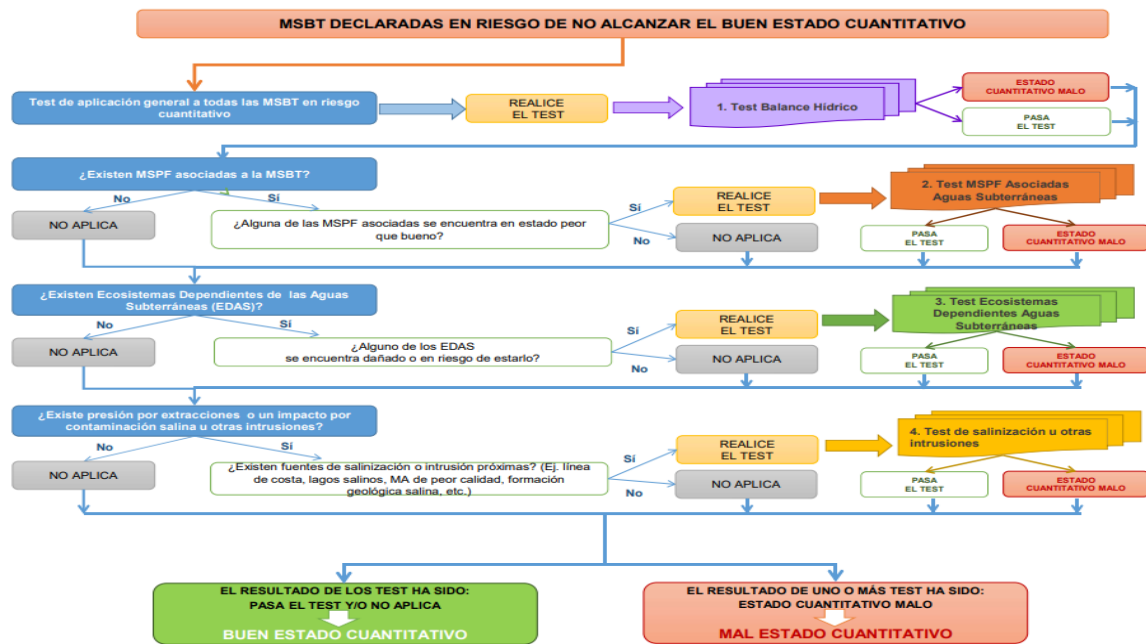 MSBT DECLARADAS EN RIESGO DE NO ALCANZAR EL BUEN ESTADO CUANTITATIVO
Test de aplicación general a todas las MSBT en riesgo
cuantitativo
REALICE
EL TEST
1. Test Balance Hídrico
ESTADO
CUANTITATIVO MALO
PASA
EL TEST
¿Existen MSPF asociadas a la MSBT?
No
Sí
NO APLICA
¿Alguna de las MSPF asociadas se encuentra en estado peor
que bueno?
Sí
No
REALICE
EL TEST
NO APLICA
2. Test MSPF Asociadas
Aguas Subterráneas
PASA
EL TEST
ESTADO
CUANTITATIVO MALO
¿Existen Ecosistemas Dependientes de las Aguas
Subterráneas (EDAS)?
No
Sí
NO APLICA
¿Alguno de los EDAS
se encuentra dañado o en riesgo de estarlo?
Sí
No
REALICE
EL TEST
NO APLICA
3. Test Ecosistemas
Dependientes Aguas
Subterráneas
PASA
EL TEST
ESTADO
CUANTITATIVO MALO
¿Existe presión por extracciones o un impacto por
contaminación salina u otras intrusiones?
No
Sí
NO APLICA
¿Existen fuentes de salinización o intrusión próximas? (Ej. línea
de costa, lagos salinos, MA de peor calidad, formación
geológica salina, etc.)
Sí
No
REALICE
EL TEST
NO APLICA
4. Test de salinización u otras
intrusiones
PASA
EL TEST
ESTADO
CUANTITATIVO MALO
EL RESULTADO DE LOS TEST HA SIDO:
PASA EL TEST Y/O NO APLICA
BUEN ESTADO CUANTITATIVO
EL RESULTADO DE UNO O MÁS TEST HA SIDO:
ESTADO CUANTITATIVO MALO
MAL ESTADO CUANTITATIVO